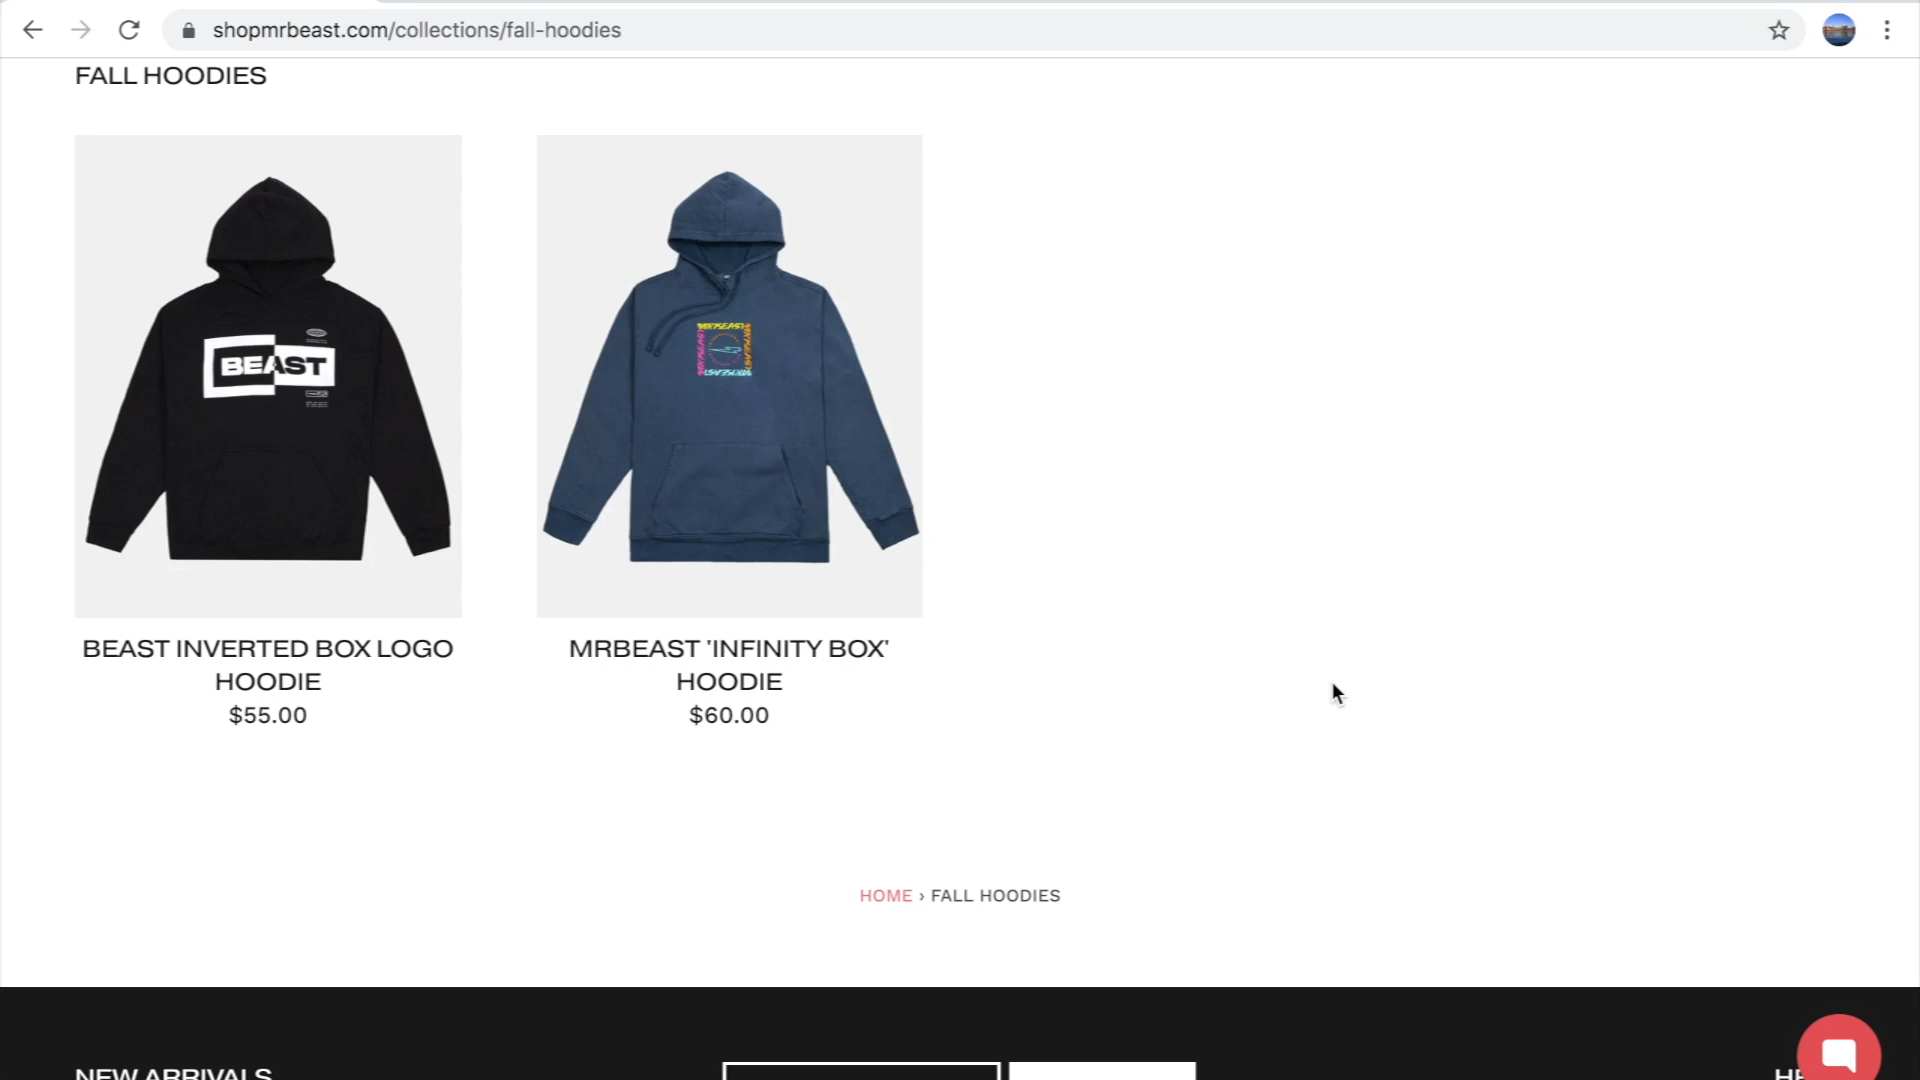 shopmrbeast.com/collections/fall-hoodies
FALL HOODIES
BEAST
MRBEAST
BEAST INVERTED BOX LOGO
HOODIE
$55.00
MRBEAST 'INFINITY BOX'
HOODIE
$60.00
HOME › FALL HOODIES
NEW ARRIVALS